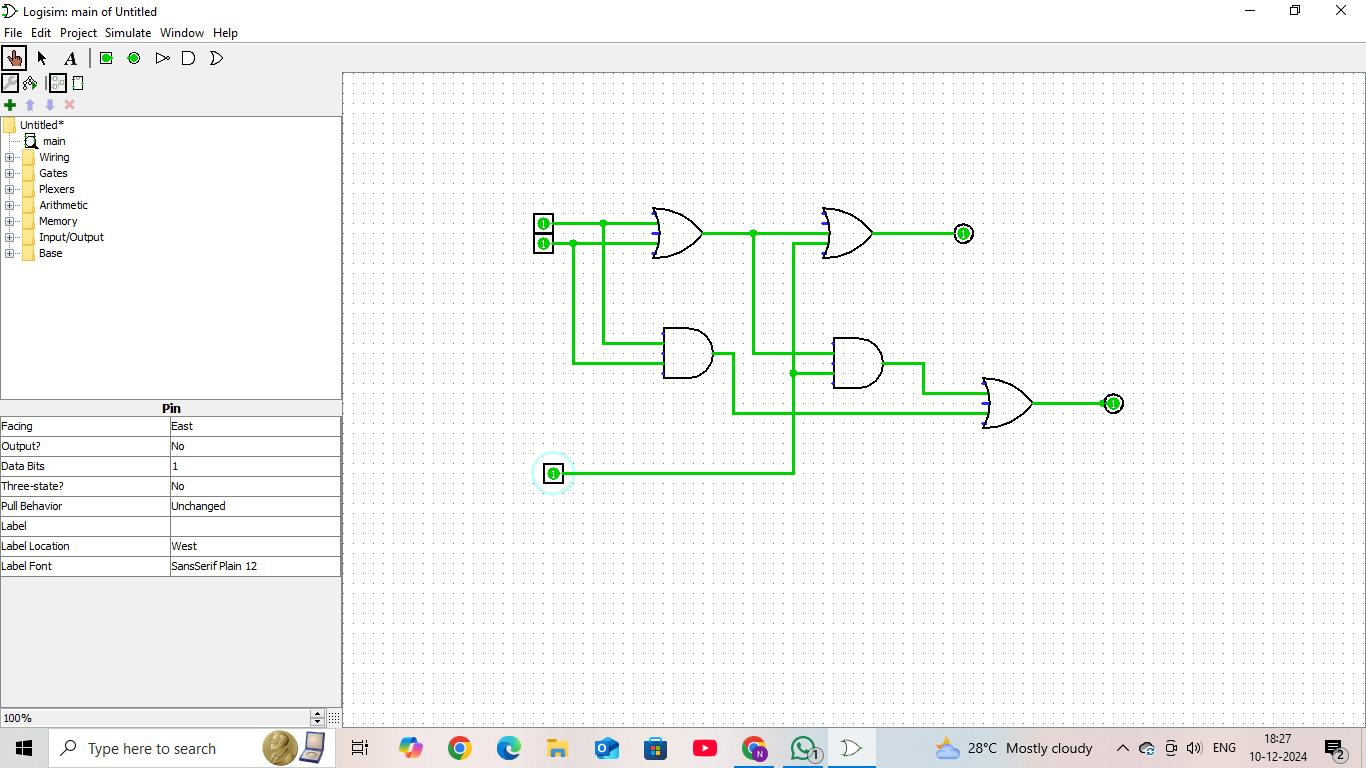 Logisim: main of Untitled
File Edit Project Simulate Window Help
A
Untitled*
main
Wiring
Gates
Plexers
Arithmetic
Memory
Input/Output
Base
Pin
Facing East
Output? No
Data Bits 1
Three-state? No
Pull Behavior Unchanged
Label
Label Location West
Label Font SansSerif Plain 12
1
1
1
1
1
100%
Type here to search
N
1
28°C Mostly cloudy
ENG
18:27
10-12-2024
2